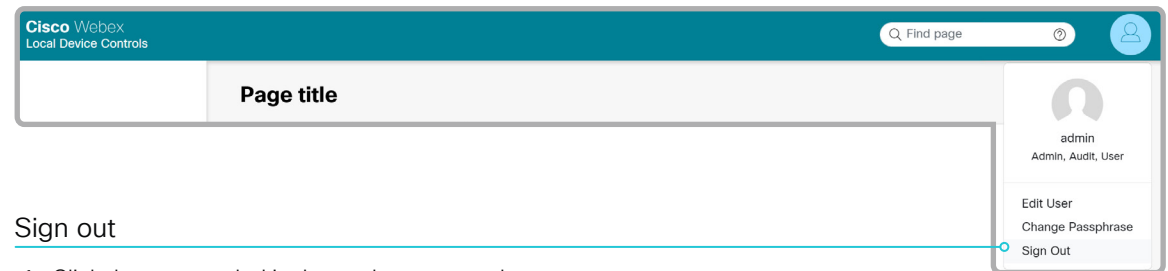 Cisco Webex
Local Device Controls
Find page
Page title
admin
Admin, Audit, User
Edit User
Change Passphrase
Sign Out
Sign out